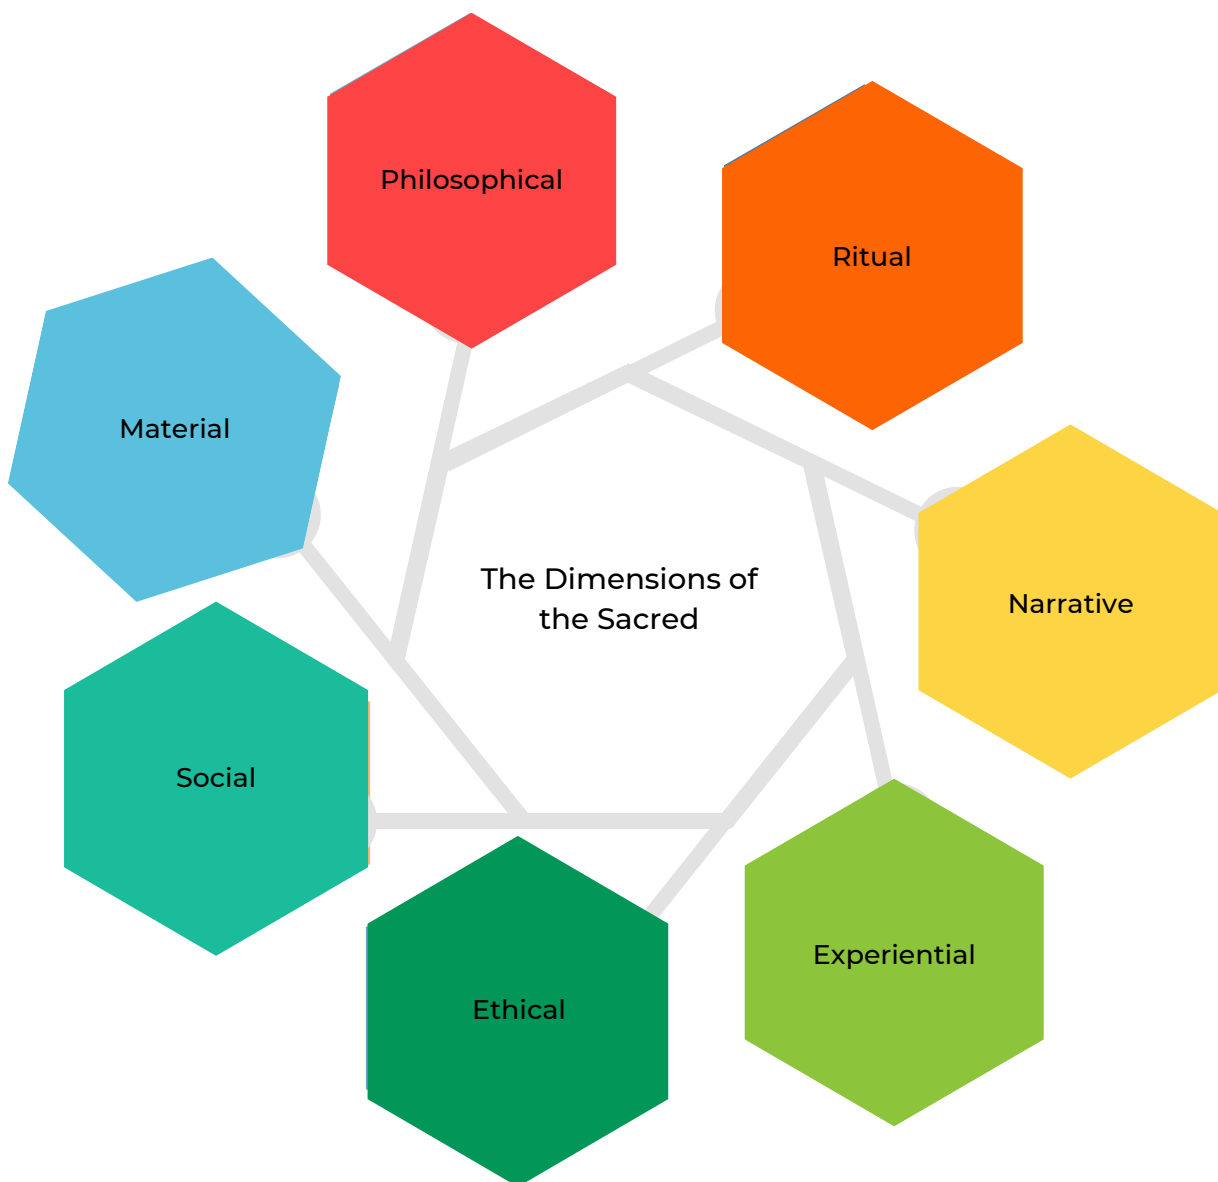 Philosophical
Ritual
Material
The Dimensions of
the Sacred
Narrative
Social
Experiential
Ethical